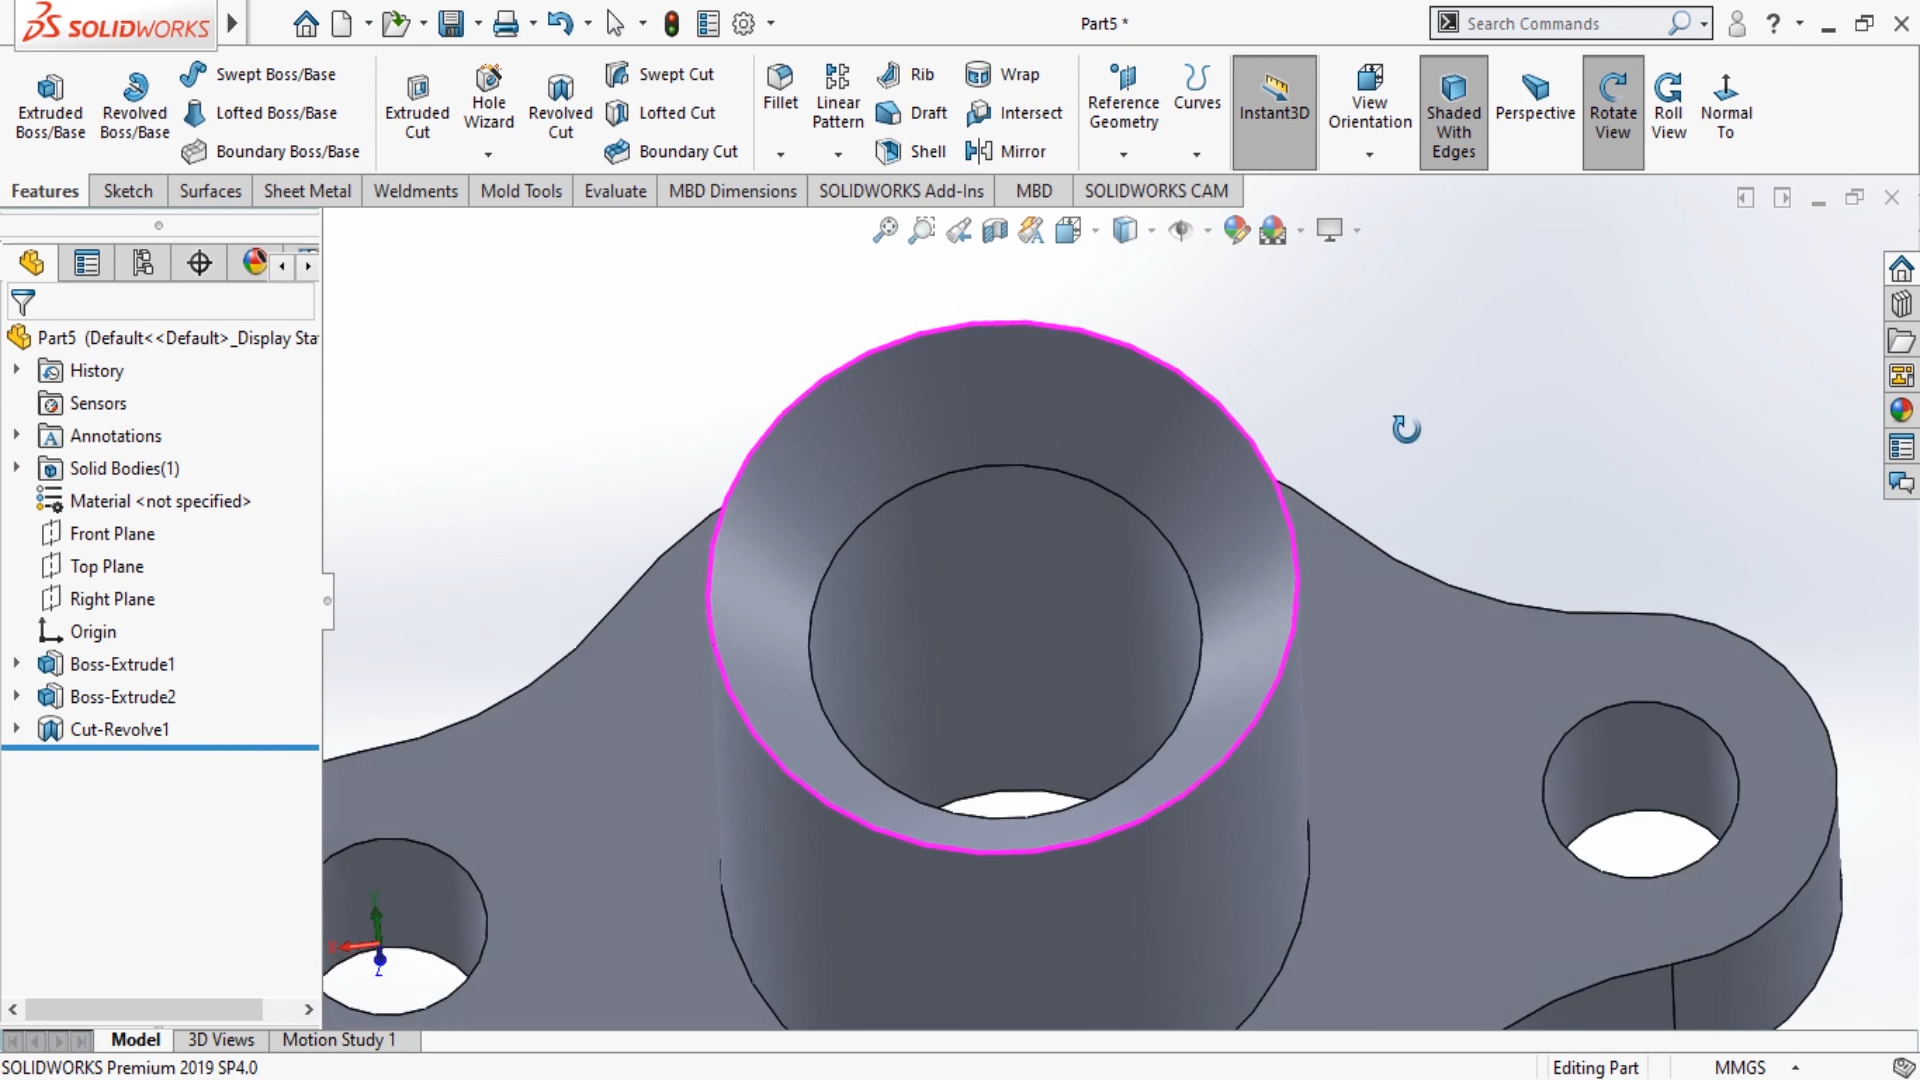 SOLIDWORKS
Part5 *
Search Commands
?
Extruded Boss/Base
Revolved Boss/Base
Swept Boss/Base
Lofted Boss/Base
Boundary Boss/Base
Extruded Cut
Hole Wizard
Revolved Cut
Swept Cut
Lofted Cut
Boundary Cut
Fillet
Linear Pattern
Rib
Draft
Shell
Wrap
Intersect
Mirror
Reference Geometry
Curves
Instant3D
View Orientation
Shaded With Edges
Perspective
Rotate View
Roll View
Normal To
Features
Sketch
Surfaces
Sheet Metal
Weldments
Mold Tools
Evaluate
MBD Dimensions
SOLIDWORKS Add-Ins
MBD
SOLIDWORKS CAM
Part5 (Default<<Default>_Display Sta
History
Sensors
Annotations
Solid Bodies(1)
Material <not specified>
Front Plane
Top Plane
Right Plane
Origin
Boss-Extrude1
Boss-Extrude2
Cut-Revolve1
Y
X
Z
Model
3D Views
Motion Study 1
SOLIDWORKS Premium 2019 SP4.0
Editing Part
MMGS